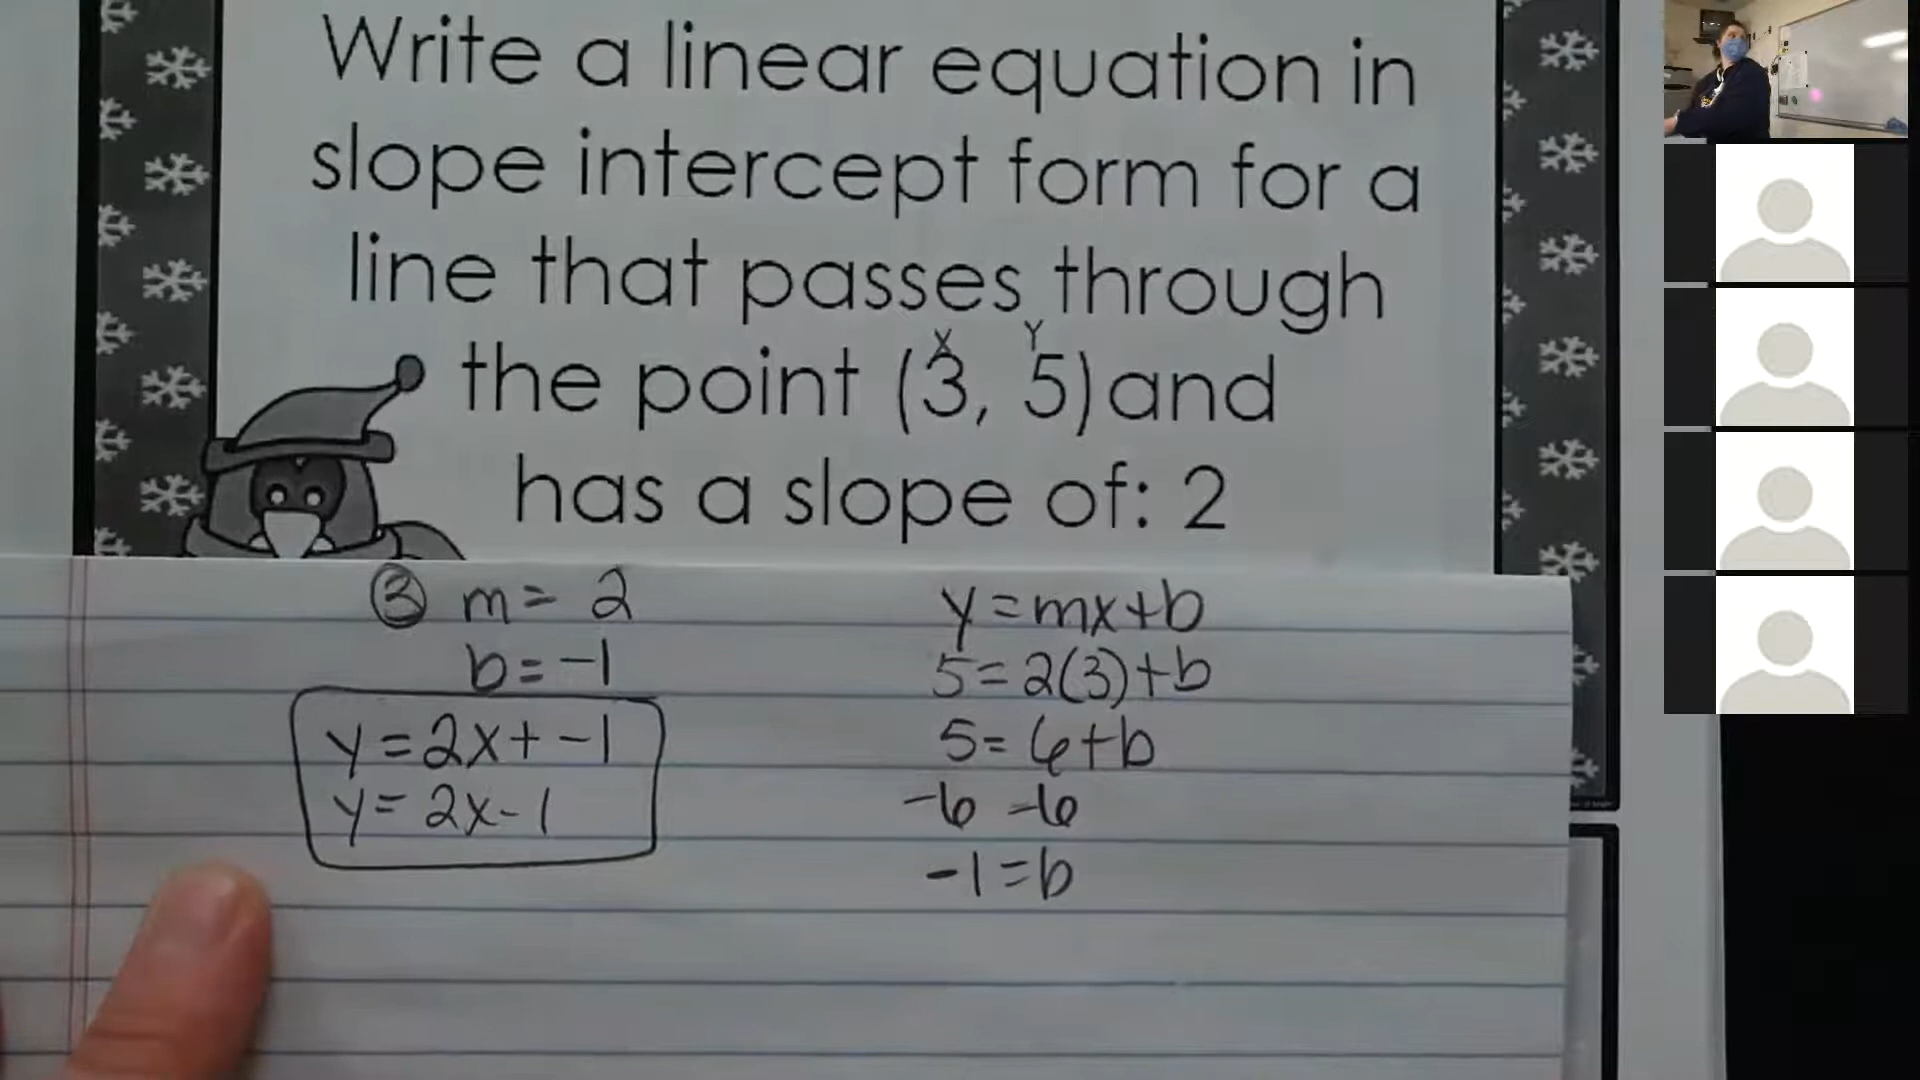 Write a linear equation in
slope intercept form for a
line that passes through
x y
the point (3, 5) and
has a slope of: 2
③ m = 2
b = -1
y = 2x + -1
y = 2x - 1
y = mx + b
5 = 2(3) + b
5 = 6 + b
-6 -6
-1 = b